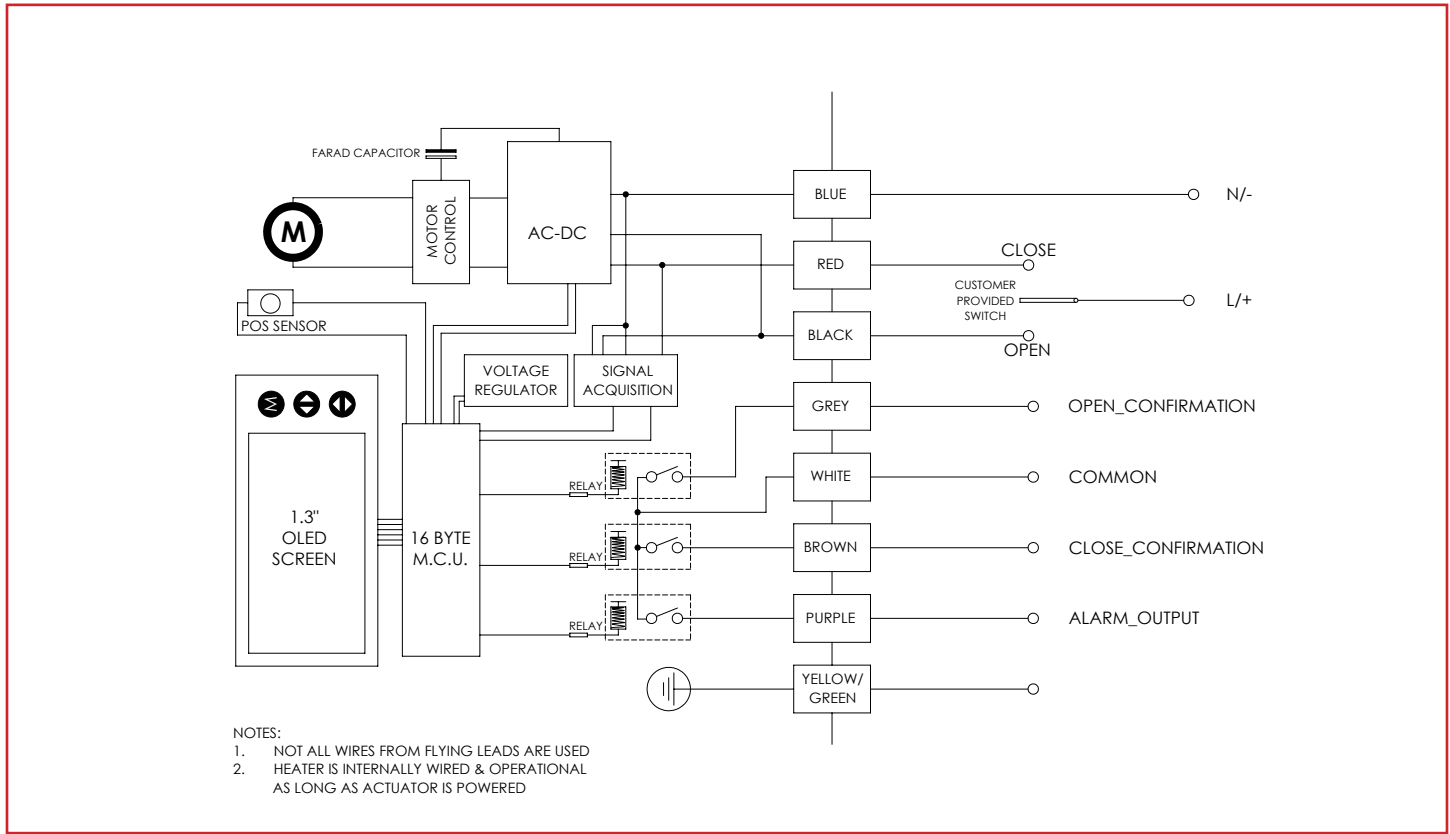 FARAD CAPACITOR
M
MOTOR
CONTROL
AC-DC
BLUE
N/-
RED
CLOSE
CUSTOMER
PROVIDED
SWITCH
L/+
BLACK
OPEN
POS SENSOR
VOLTAGE
REGULATOR
SIGNAL
ACQUISITION
M
GREY
OPEN_CONFIRMATION
RELAY
WHITE
COMMON
1.3"
OLED
SCREEN
16 BYTE
M.C.U.
RELAY
BROWN
CLOSE_CONFIRMATION
RELAY
PURPLE
ALARM_OUTPUT
YELLOW/
GREEN
NOTES:
1. NOT ALL WIRES FROM FLYING LEADS ARE USED
2. HEATER IS INTERNALLY WIRED & OPERATIONAL
AS LONG AS ACTUATOR IS POWERED